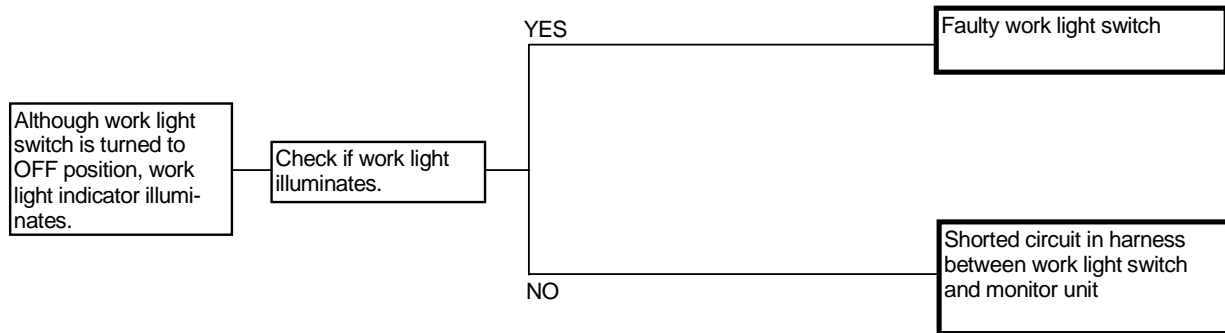 Although work light
switch is turned to
OFF position, work
light indicator illumi-
nates.
Check if work light
illuminates.
YES
Faulty work light switch
NO
Shorted circuit in harness
between work light switch
and monitor unit